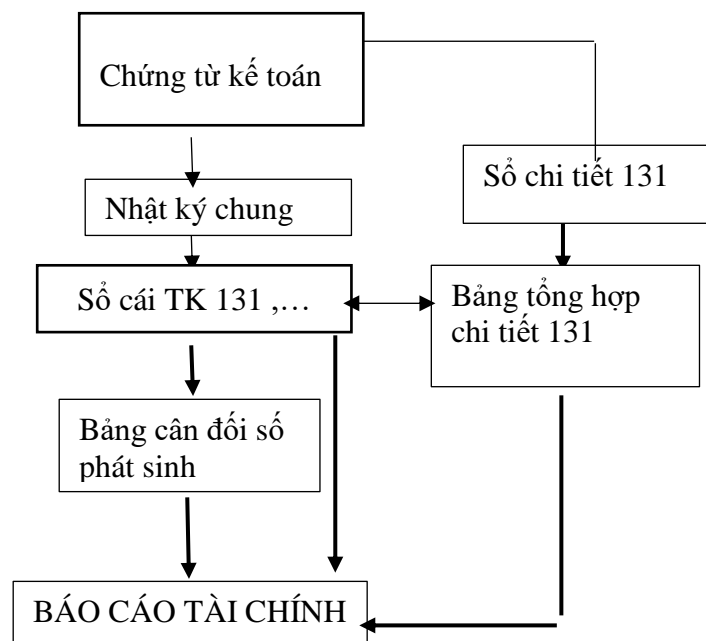 Chứng từ kế toán
Sổ chi tiết 131
Nhật ký chung
Sổ cái TK 131 ,…
Bảng tổng hợp
chi tiết 131
Bảng cân đối số
phát sinh
BÁO CÁO TÀI CHÍNH